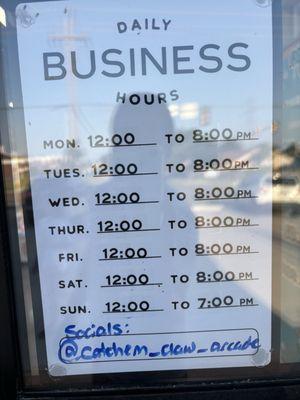 DAILY
BUSINESS
HOURS
MON. 12:00 TO 8:00 PM
TUES. 12:00 TO 8:00 PM
WED. 12:00 TO 8:00 PM
THUR. 12:00 TO 8:00 PM
FRI. 12:00 TO 8:00 PM
SAT. 12:00 TO 8:00 PM
SUN. 12:00 TO 7:00 PM
Socials:
@catchem_claw_arcade